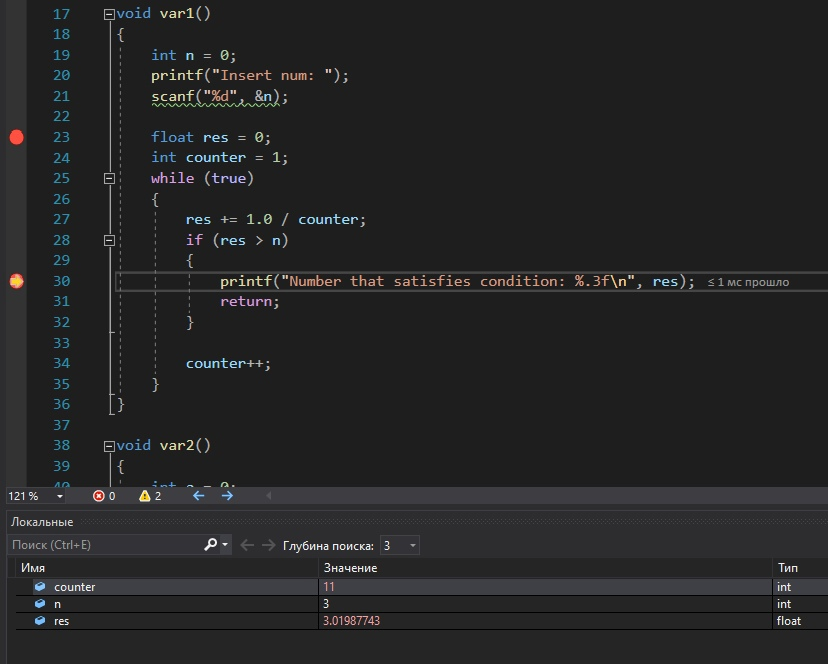 17 void var1()
18 {
19 int n = 0;
20 printf("Insert num: ");
21 scanf("%d", &n);
22
23 float res = 0;
24 int counter = 1;
25 while (true)
26 {
27 res += 1.0 / counter;
28 if (res > n)
29 {
30 printf("Number that satisfies condition: %.3f\n", res); ≤ 1 мс прошло
31 return;
32 }
33
34 counter++;
35 }
36 }
37
38 void var2()
39 {
40 int n = 0;
121 % 0 2
Локальные
Поиск (Ctrl+E) Глубина поиска: 3
Имя Значение Тип
counter 11 int
n 3 int
res 3.01987743 float